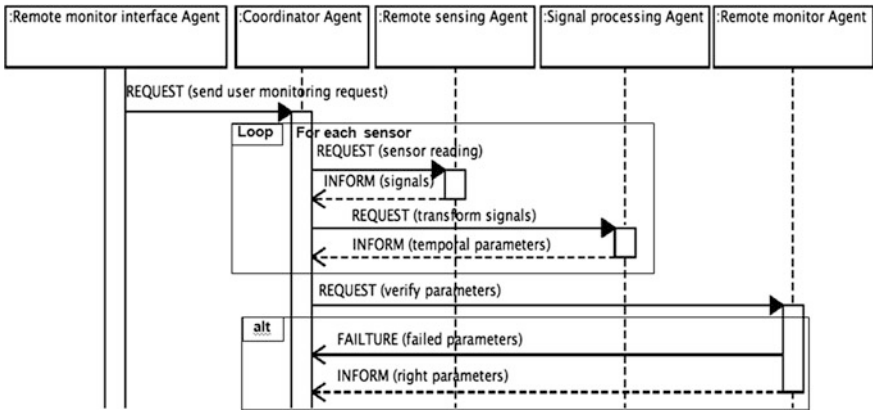 :Remote monitor interface Agent
:Coordinator Agent
:Remote sensing Agent
:Signal processing Agent
:Remote monitor Agent
REQUEST (send user monitoring request)
Loop
For each sensor
REQUEST (sensor reading)
INFORM (signals)
REQUEST (transform signals)
INFORM (temporal parameters)
REQUEST (verify parameters)
alt
FAILTURE (failed parameters)
INFORM (right parameters)